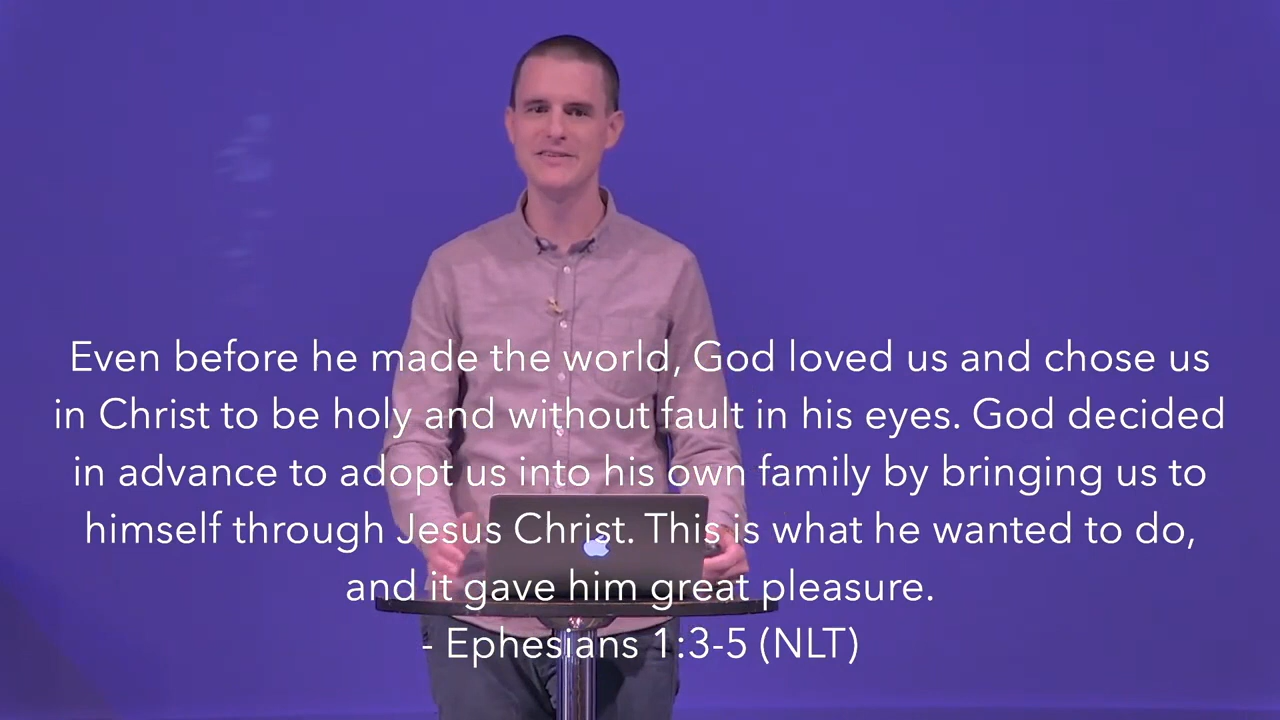 Even before he made the world, God loved us and chose us
in Christ to be holy and without fault in his eyes. God decided
in advance to adopt us into his own family by bringing us to
himself through Jesus Christ. This is what he wanted to do,
and it gave him great pleasure.
- Ephesians 1:3-5 (NLT)